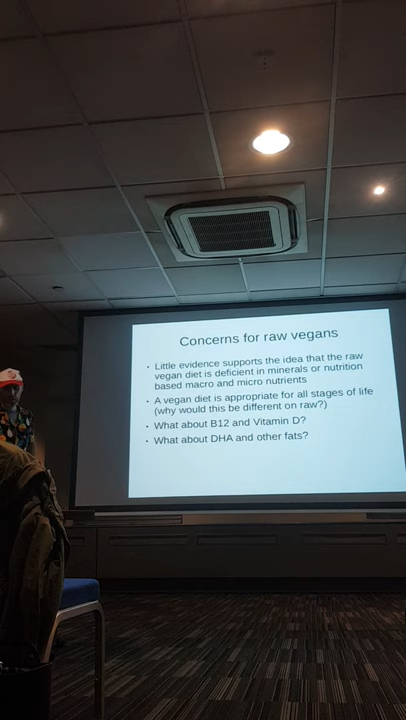 Concerns for raw vegans
• Little evidence supports the idea that the raw
vegan diet is deficient in minerals or nutrition
based macro and micro nutrients
• A vegan diet is appropriate for all stages of life
(why would this be different on raw?)
• What about B12 and Vitamin D?
• What about DHA and other fats?